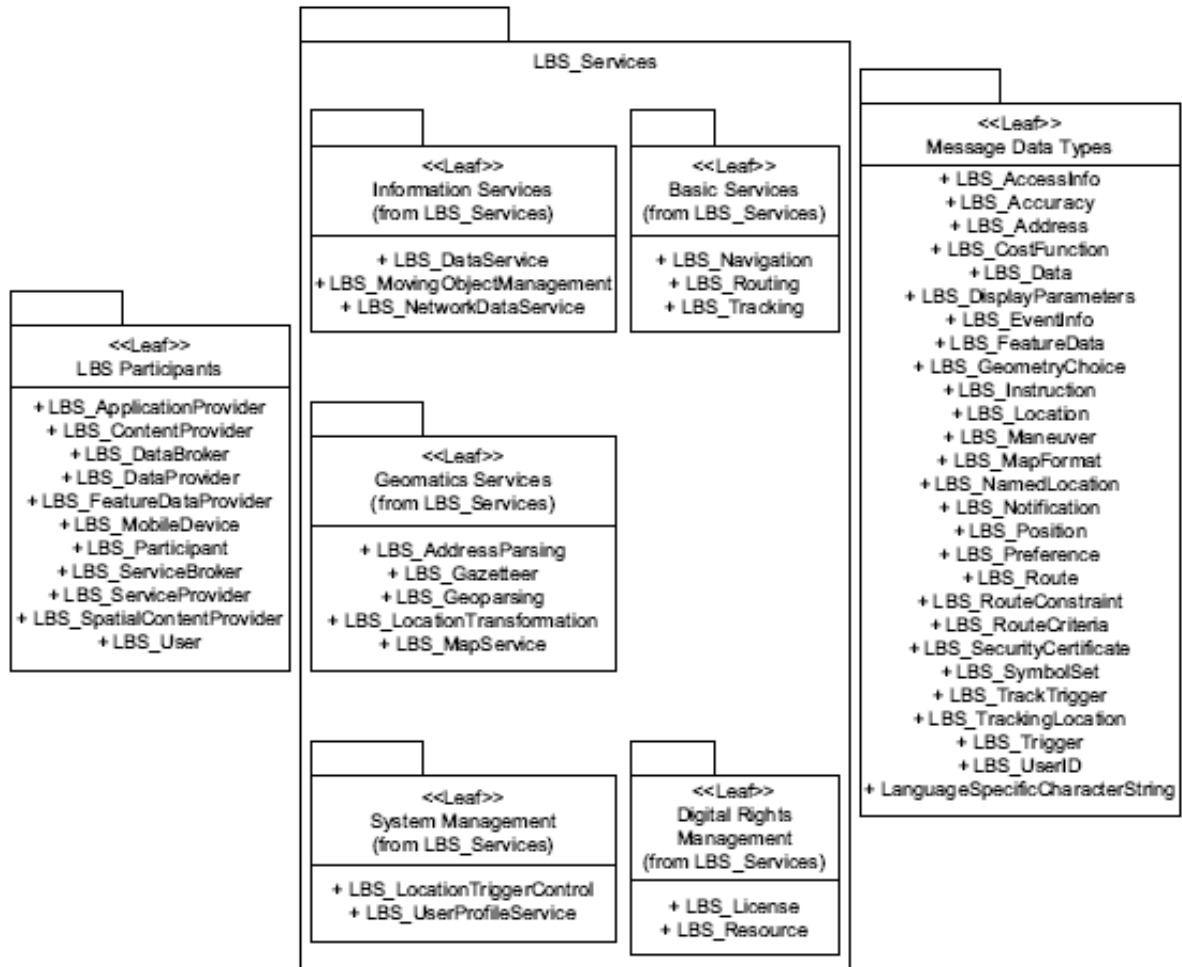 LBS_Services
<<Leaf>>
Information Services
(from LBS_Services)
+ LBS_DataService
+ LBS_MovingObjectManagement
+ LBS_NetworkDataService
<<Leaf>>
Basic Services
(from LBS_Services)
+ LBS_Navigation
+ LBS_Routing
+ LBS_Tracking
<<Leaf>>
LBS Participants
+ LBS_ApplicationProvider
+ LBS_ContentProvider
+ LBS_DataBroker
+ LBS_DataProvider
+ LBS_FeatureDataProvider
+ LBS_MobileDevice
+ LBS_Participant
+ LBS_ServiceBroker
+ LBS_ServiceProvider
+ LBS_SpatialContentProvider
+ LBS_User
<<Leaf>>
Geomatics Services
(from LBS_Services)
+ LBS_AddressParsing
+ LBS_Gazetteer
+ LBS_Geoparsing
+ LBS_LocationTransformation
+ LBS_MapService
<<Leaf>>
System Management
(from LBS_Services)
+ LBS_LocationTriggerControl
+ LBS_UserProfileService
<<Leaf>>
Digital Rights
Management
(from LBS_Services)
+ LBS_License
+ LBS_Resource
<<Leaf>>
Message Data Types
+ LBS_AccessInfo
+ LBS_Accuracy
+ LBS_Address
+ LBS_CostFunction
+ LBS_Data
+ LBS_DisplayParameters
+ LBS_EventInfo
+ LBS_FeatureData
+ LBS_GeometryChoice
+ LBS_Instruction
+ LBS_Location
+ LBS_Maneuver
+ LBS_MapFormat
+ LBS_NamedLocation
+ LBS_Notification
+ LBS_Position
+ LBS_Preference
+ LBS_Route
+ LBS_RouteConstraint
+ LBS_RouteCriteria
+ LBS_SecurityCertificate
+ LBS_SymbolSet
+ LBS_TrackTrigger
+ LBS_TrackingLocation
+ LBS_Trigger
+ LBS_UserID
+ LanguageSpecificCharacterString